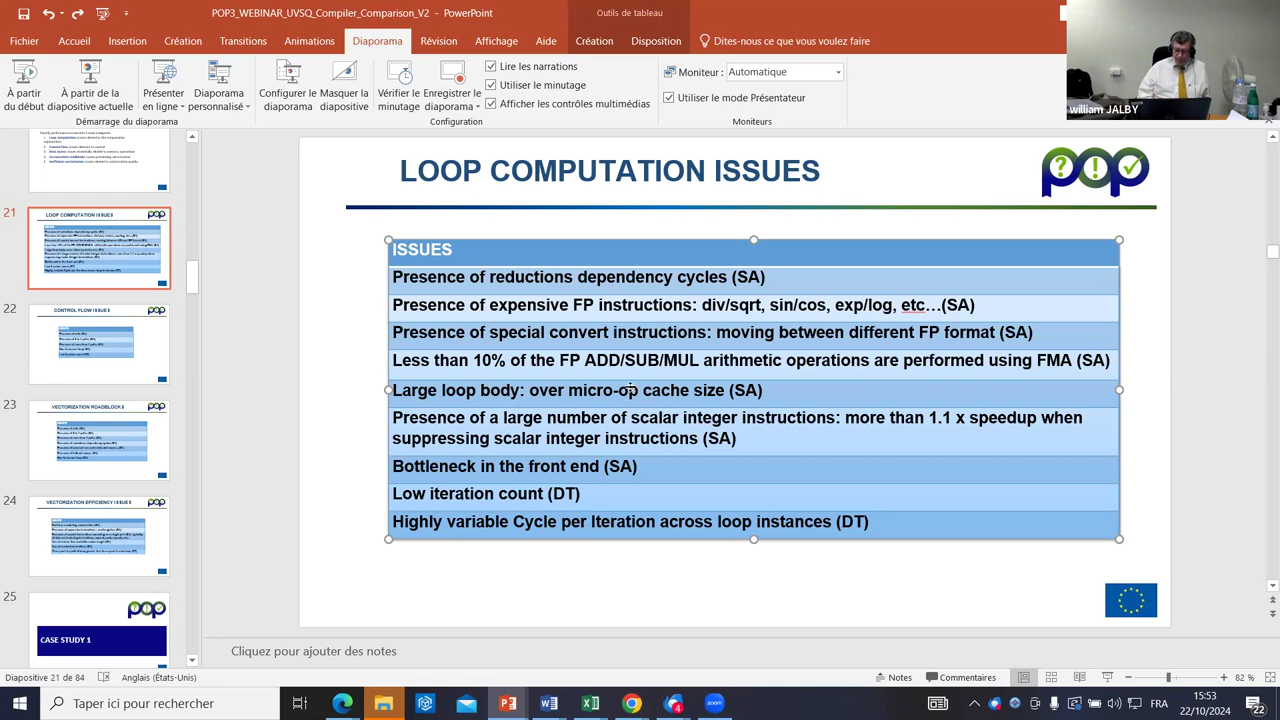 POP3_WEBINAR_UVSQ_Compiler_Comparison_V2 - PowerPoint
Outils de tableau
Fichier Accueil Insertion Création Transitions Animations Diaporama Révision Affichage Aide Création Disposition Dites-nous ce que vous voulez faire
À partir du début
À partir de la diapositive actuelle
Présenter en ligne
Diaporama personnalisé
Démarrage du diaporama
Configurer le diaporama
Masquer la diapositive
Vérifier le minutage
Enregistrer le diaporama
Lire les narrations
Utiliser le minutage
Afficher les contrôles multimédias
Configuration
Moniteur : Automatique
Utiliser le mode Présentateur
Moniteurs
william JALBY
21
LOOP COMPUTATION ISSUES
22
CONTROL FLOW ISSUES
23
VECTORIZATION ROADBLOCKS
24
VECTORIZATION EFFICIENCY ISSUES
25
pop
CASE STUDY 1
LOOP COMPUTATION ISSUES
pop
ISSUES
Presence of reductions dependency cycles (SA)
Presence of expensive FP instructions: div/sqrt, sin/cos, exp/log, etc…(SA)
Presence of special convert instructions: moving between different FP format (SA)
Less than 10% of the FP ADD/SUB/MUL arithmetic operations are performed using FMA (SA)
Large loop body: over micro-op cache size (SA)
Presence of a large number of scalar integer instructions: more than 1.1 x speedup when
suppressing scalar integer instructions (SA)
Bottleneck in the front end (SA)
Low iteration count (DT)
Highly variable Cycle per Iteration across loop instances (DT)
Cliquez pour ajouter des notes
Diapositive 21 de 84 Anglais (États-Unis) Notes Commentaires 82 %
Taper ici pour rechercher
zoom
FRA
15:53
22/10/2024
22